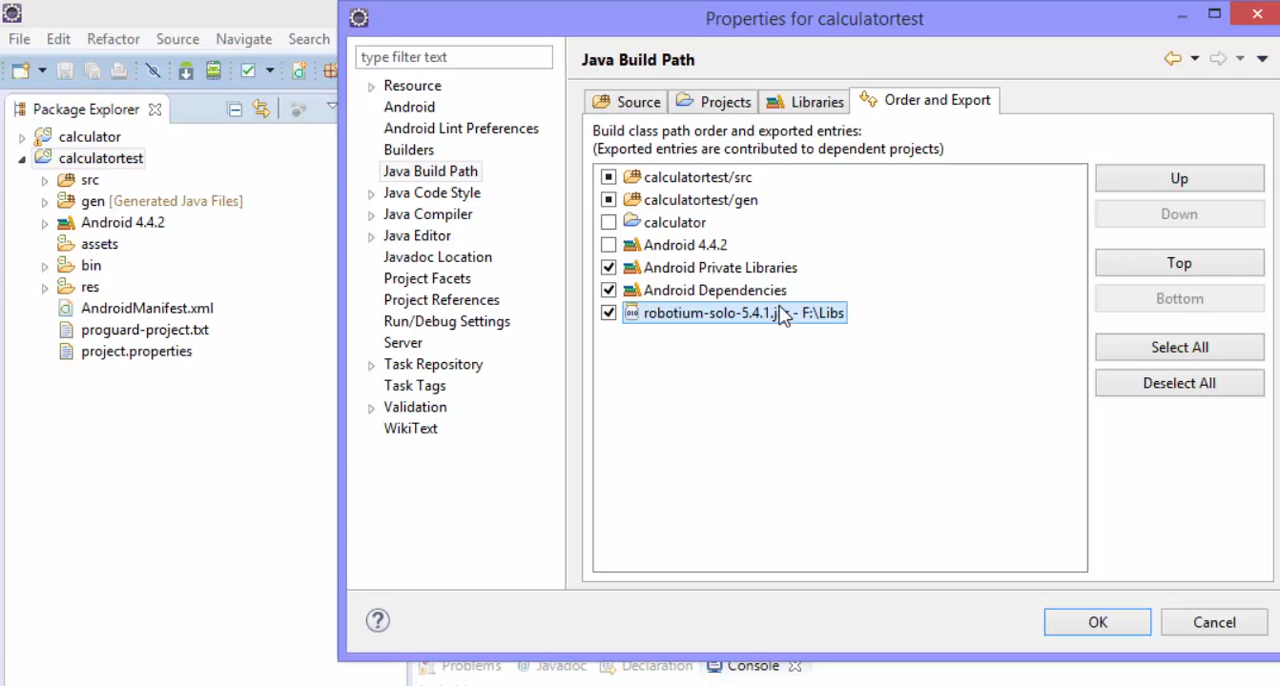 Properties for calculatortest
File Edit Refactor Source Navigate Search
Package Explorer
calculator
calculatortest
src
gen [Generated Java Files]
Android 4.4.2
assets
bin
res
AndroidManifest.xml
proguard-project.txt
project.properties
type filter text
Resource
Android
Android Lint Preferences
Builders
Java Build Path
Java Code Style
Java Compiler
Java Editor
Javadoc Location
Project Facets
Project References
Run/Debug Settings
Server
Task Repository
Task Tags
Validation
WikiText
Java Build Path
Source Projects Libraries Order and Export
Build class path order and exported entries:
(Exported entries are contributed to dependent projects)
calculatortest/src
calculatortest/gen
calculator
Android 4.4.2
Android Private Libraries
Android Dependencies
robotium-solo-5.4.1.jar - F:\Libs
Up
Down
Top
Bottom
Select All
Deselect All
OK Cancel
Problems @ Javadoc Declaration Console